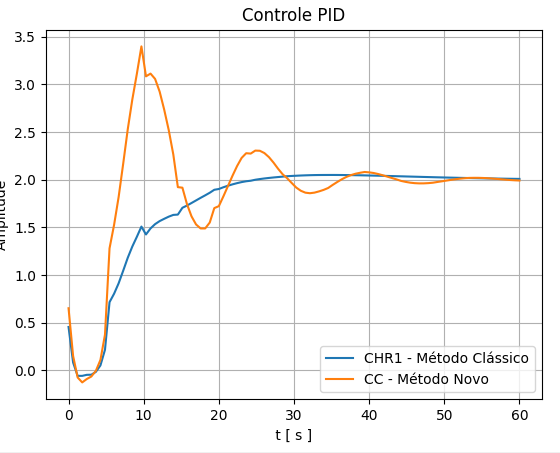 Controle PID
3.5
3.0
2.5
2.0
1.5
1.0
0.5
0.0
Amplitude
0 10 20 30 40 50 60
t [ s ]
CHR1 - Método Clássico
CC - Método Novo